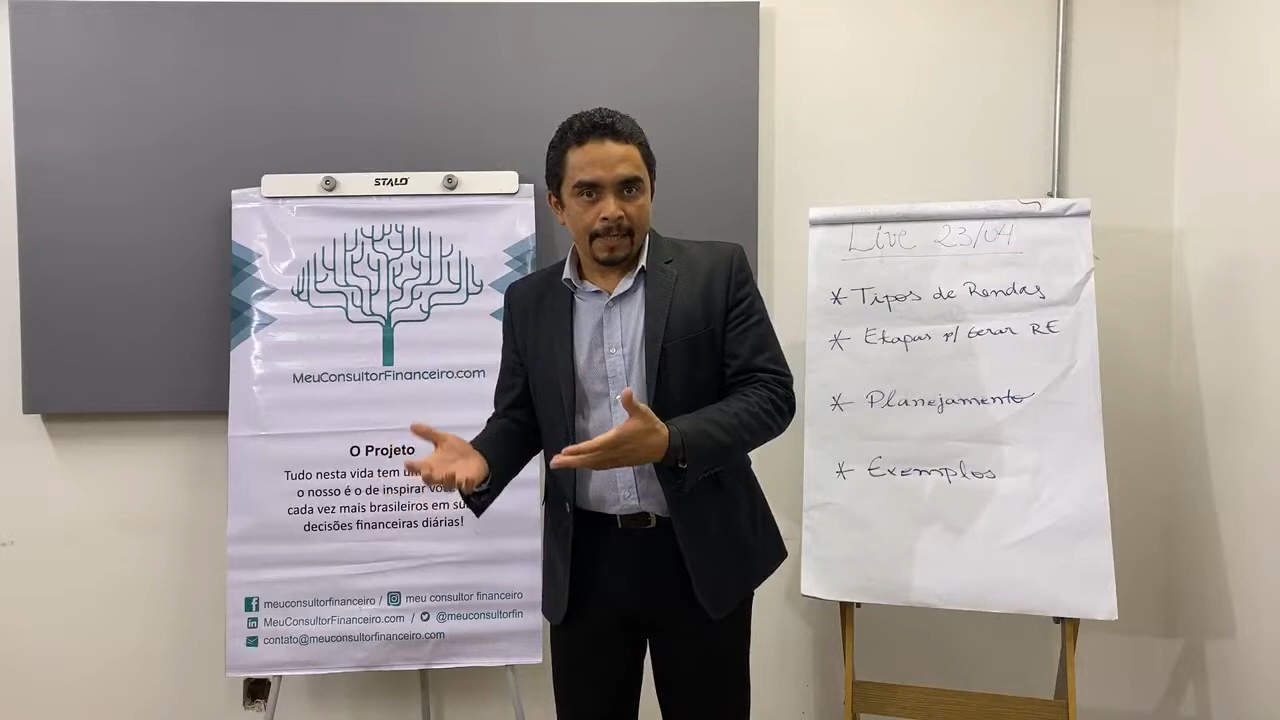 STALO
MeuConsultorFinanceiro.com
O Projeto
Tudo nesta vida tem u
o nosso é o de inspirar vo
cada vez mais brasileiros em su
decisões financeiras diárias!
meuconsultorfinanceiro / meu consultor financeiro
MeuConsultorFinanceiro.com / @meuconsultorfin
contato@meuconsultorfinanceiro.com
Live 23/04
* Tipos de Rendas
* Etapas p/ Gerar RE
* Planejamento
* Exemplos